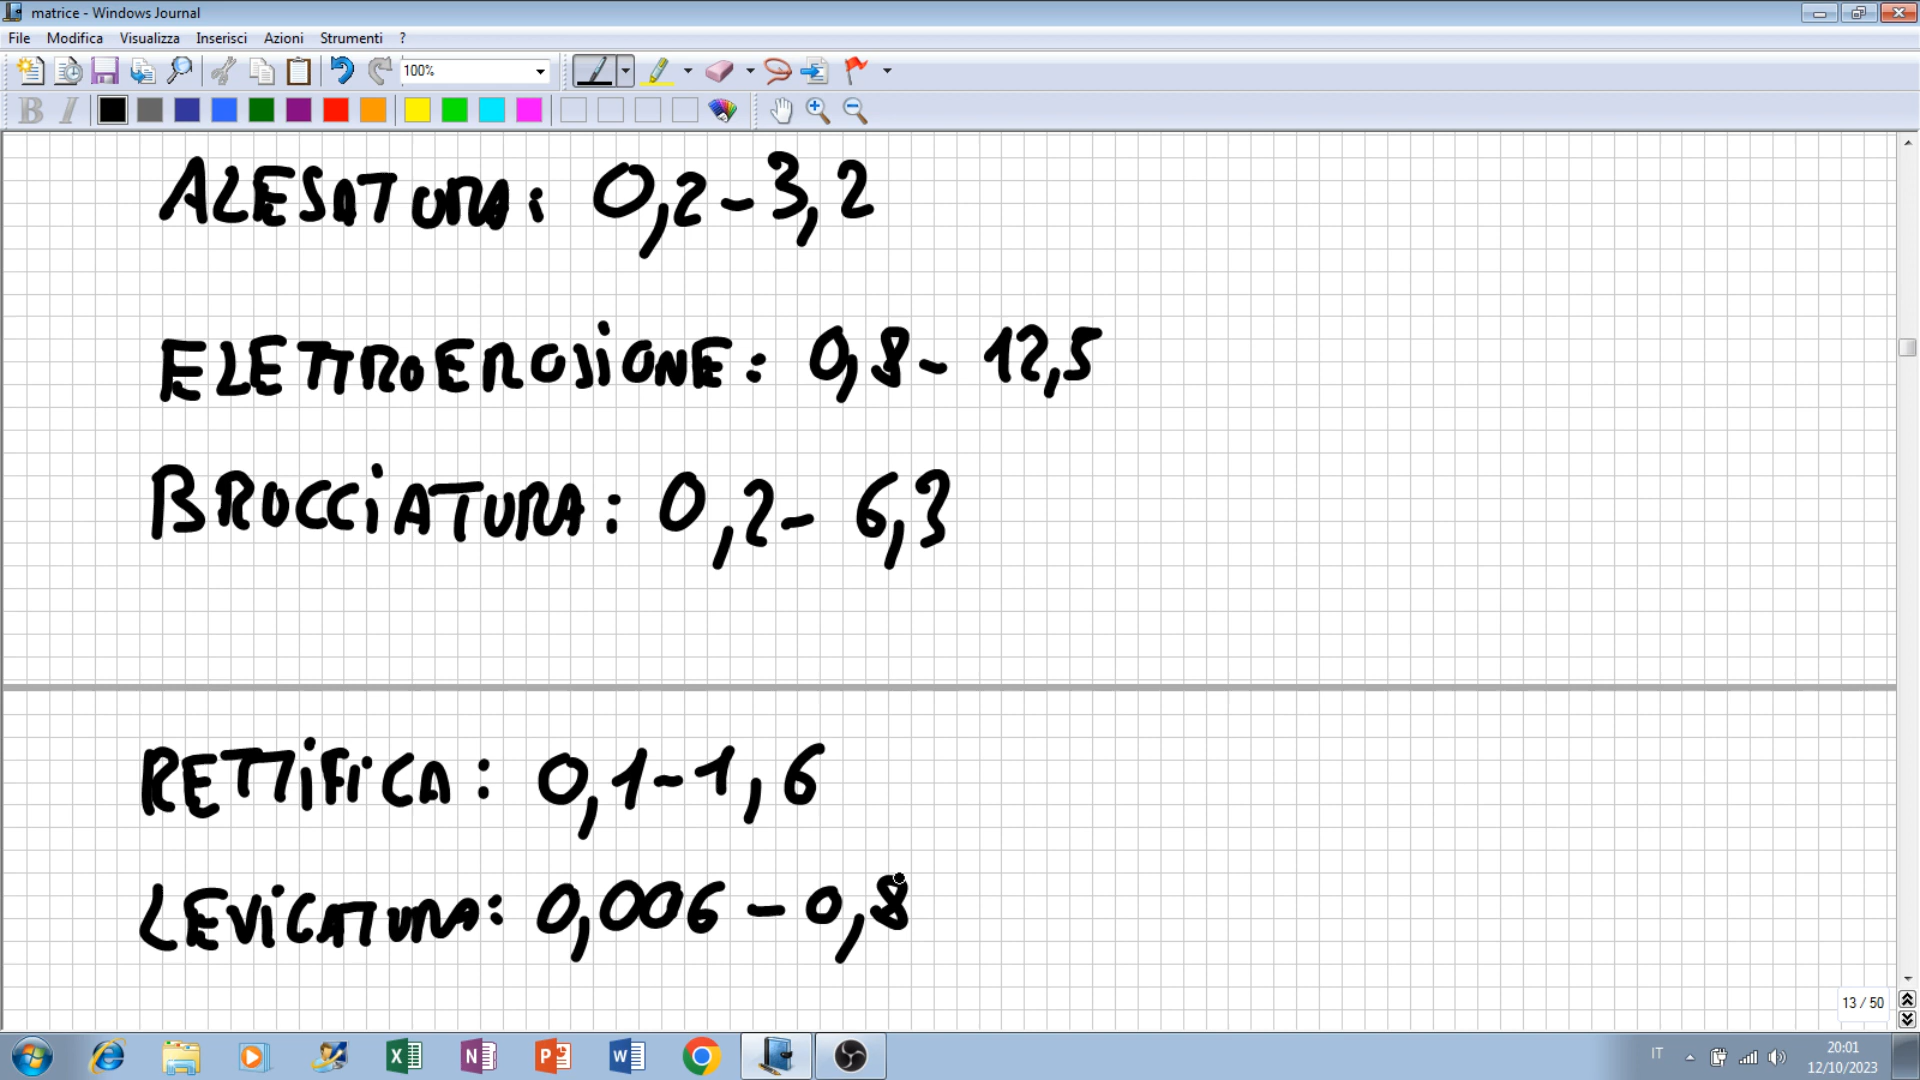 matrice - Windows Journal
File Modifica Visualizza Inserisci Azioni Strumenti ?
100%
B I
ALESATURA: 0,2-3,2
ELETTROEROSIONE: 0,8- 12,5
BROCCIATURA: 0,2- 6,3
RETTIFICA: 0,1-1,6
LEVIGATURA: 0,006 - 0,8
13 / 50
IT
20:01
12/10/2023